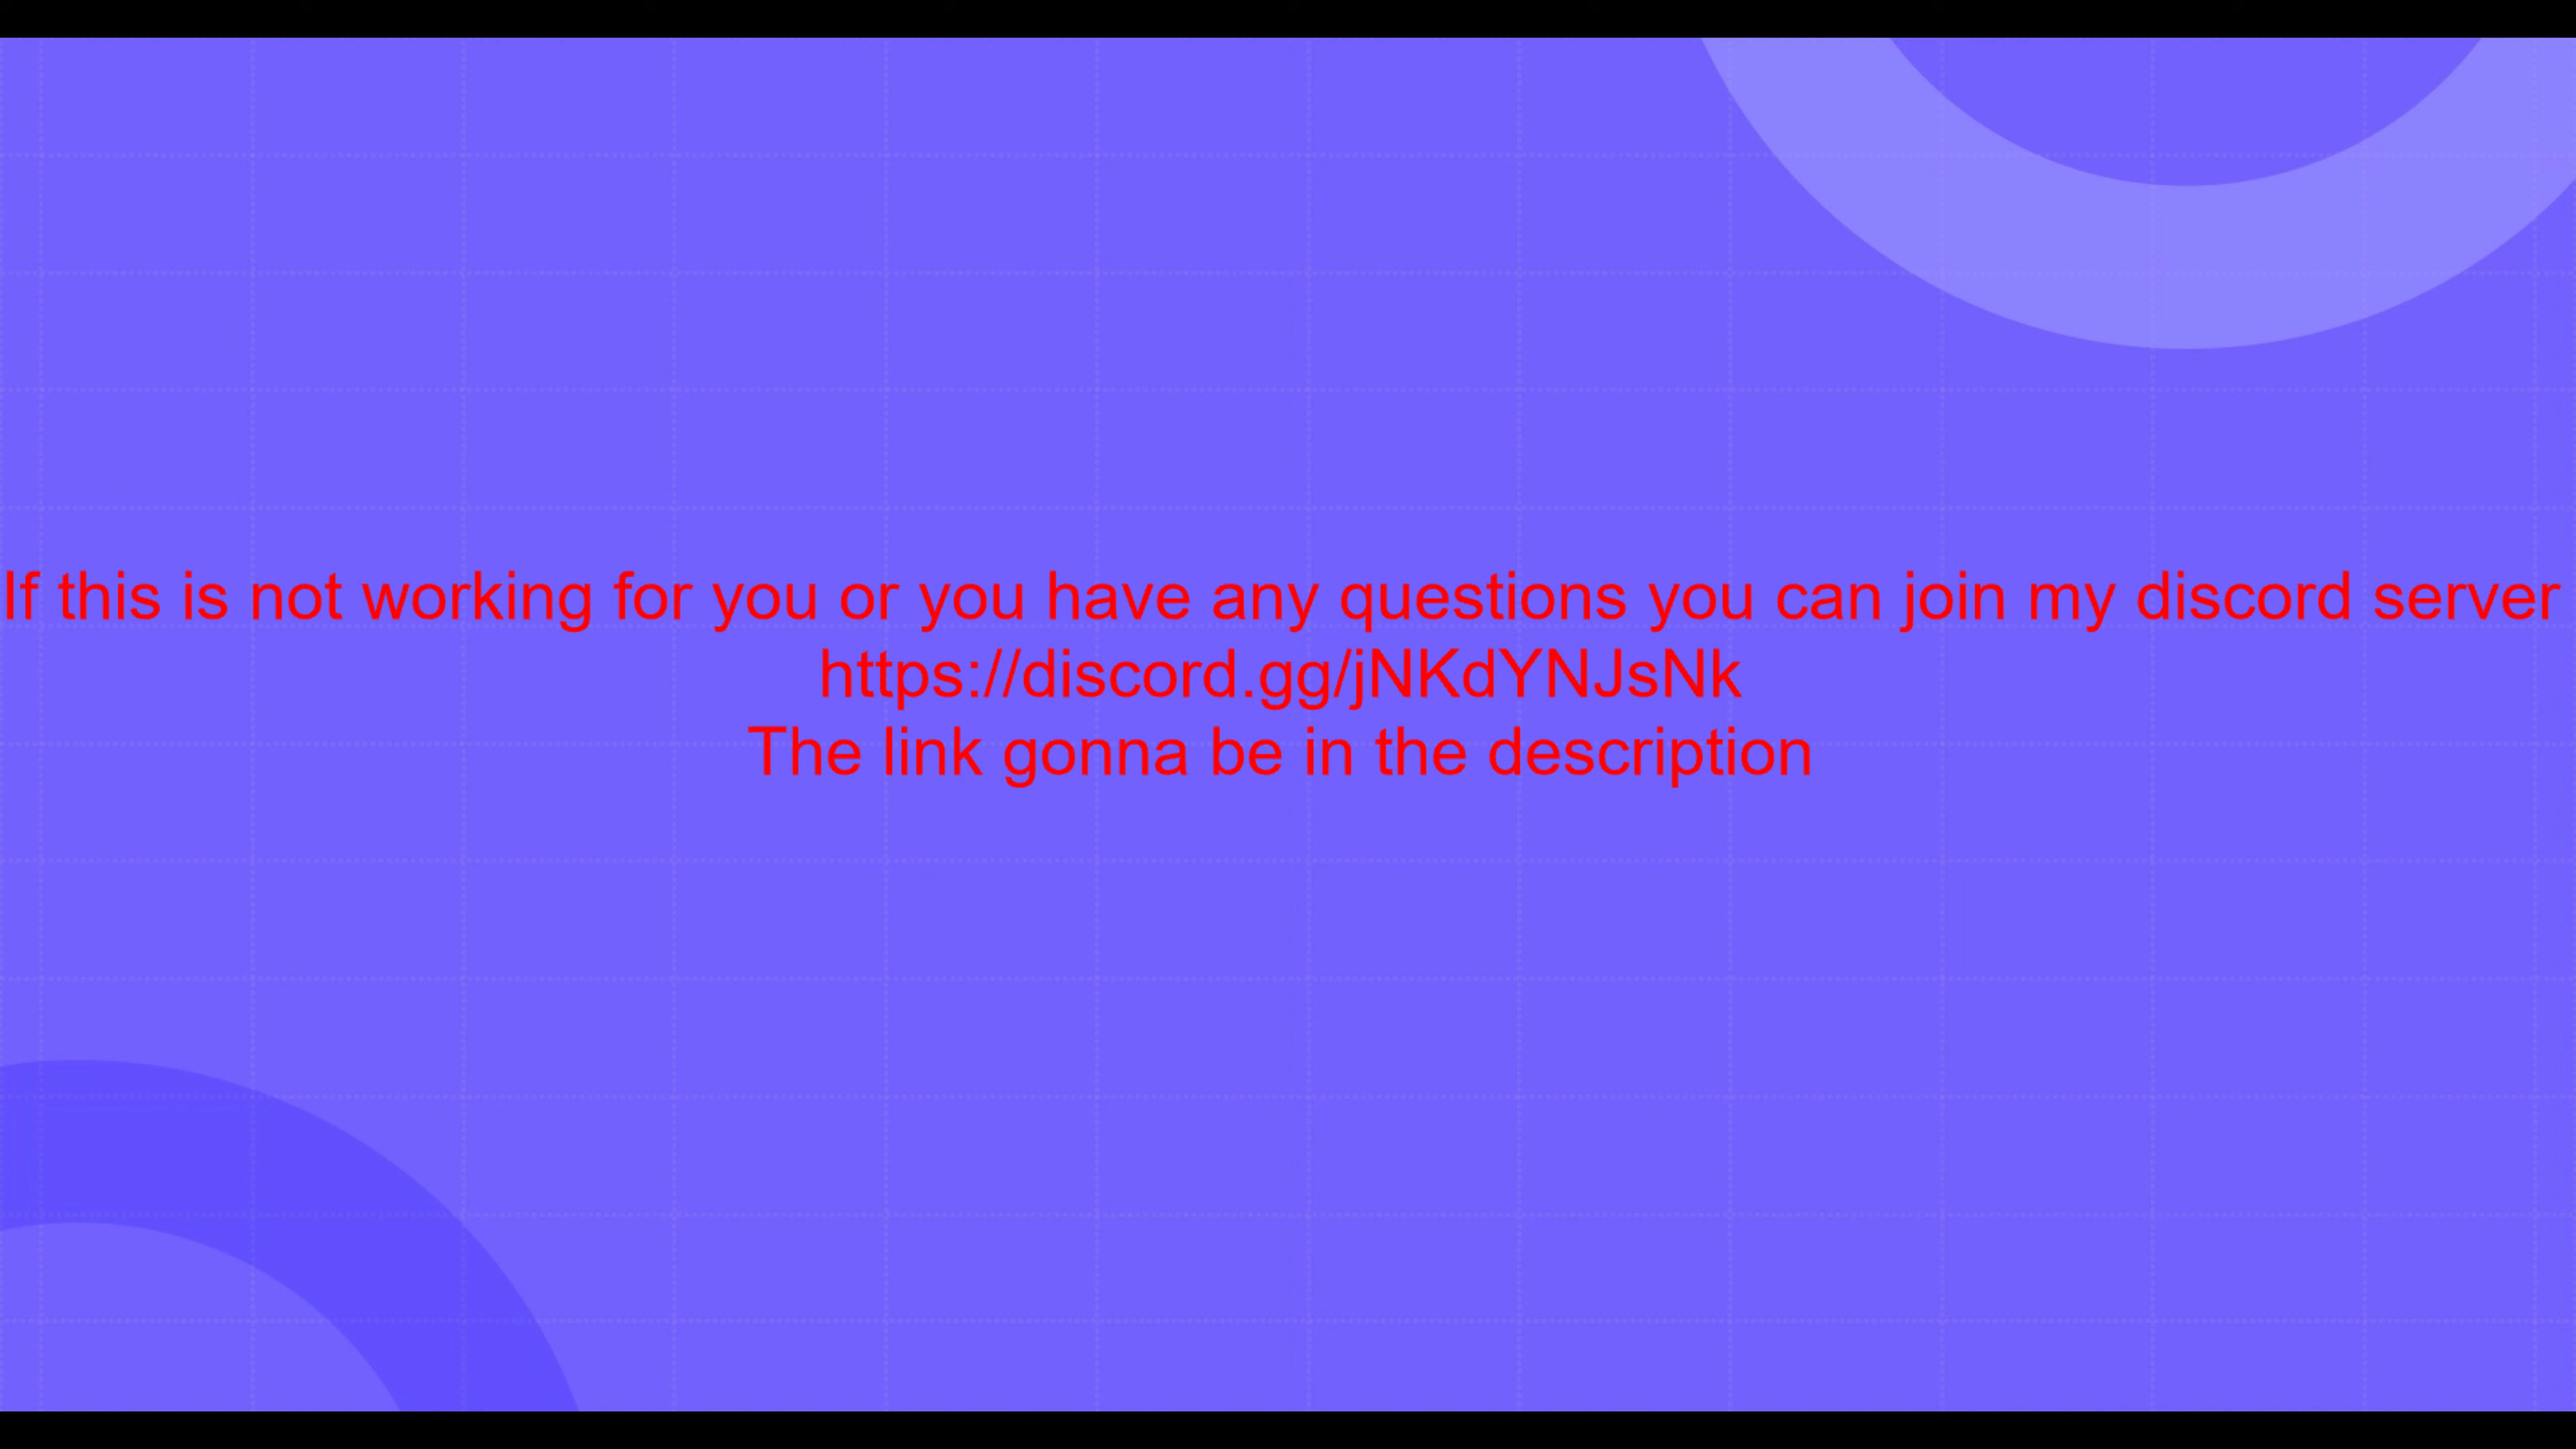 If this is not working for you or you have any questions you can join my discord server
https://discord.gg/jNKdYNJsNk
The link gonna be in the description